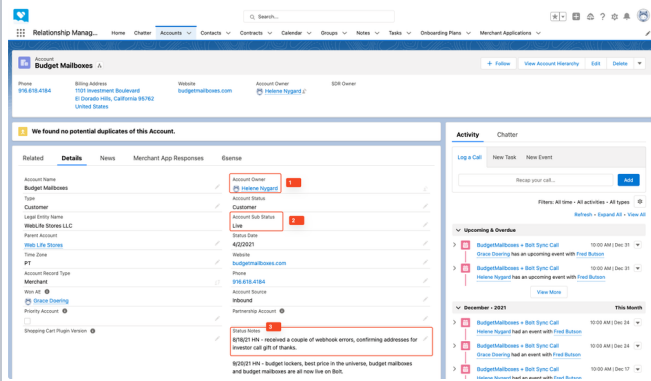 Search...
Relationship Manag...
Home
Chatter
Accounts
Contacts
Contracts
Calendar
Groups
Notes
Tasks
Onboarding Plans
Merchant Applications
Account
Budget Mailboxes
+ Follow
View Account Hierarchy
Edit
Delete
Phone
916.618.4184
Billing Address
1101 Investment Boulevard
El Dorado Hills, California 95762
United States
Website
budgetmailboxes.com
Account Owner
Helene Nygard
SDR Owner
We found no potential duplicates of this Account.
Related
Details
News
Merchant App Responses
6sense
Account Name
Budget Mailboxes
Type
Customer
Legal Entity Name
WebLife Stores LLC
Parent Account
Web Life Stores
Time Zone
PT
Account Record Type
Merchant
Won AE
Grace Doering
Priority Account
Shopping Cart Plugin Version
Account Owner
Helene Nygard
1
Account Status
Customer
Account Sub Status
Live
2
Status Date
4/2/2021
Website
budgetmailboxes.com
Phone
916.618.4184
Account Source
Inbound
Partnership Account
Status Notes
3
8/18/21 HN - received a couple of webhook errors, confirming addresses for
investor call gift of thanks.
9/20/21 HN - budget lockers, best price in the universe, budget mailboxes
and budget mailboxes are all now live on Bolt.
Activity
Chatter
Log a Call
New Task
New Event
Recap your call...
Add
Filters: All time • All activities • All types
Refresh • Expand All • View All
Upcoming & Overdue
BudgetMailboxes + Bolt Sync Call
10:00 AM | Dec 31
Grace Doering has an upcoming event with Fred Butson
BudgetMailboxes + Bolt Sync Call
10:00 AM | Dec 31
Helene Nygard has an upcoming event with Fred Butson
View More
December • 2021
This Month
BudgetMailboxes + Bolt Sync Call
10:00 AM | Dec 24
Helene Nygard had an event with Fred Butson
BudgetMailboxes + Bolt Sync Call
10:00 AM | Dec 24
Grace Doering had an event with Fred Butson
BudgetMailboxes + Bolt Sync Call
10:00 AM | Dec 17
Helene Nygard had an event with Fred Butson